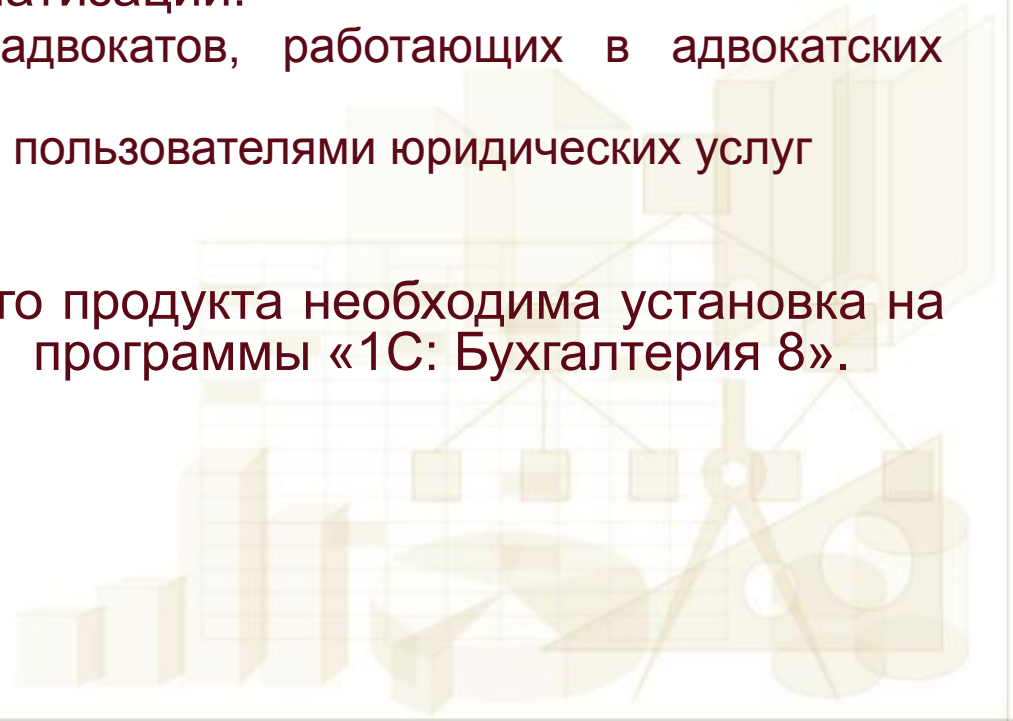 адвокатов, работающих в адвокатских
пользователями юридических услуг
го продукта необходима установка на
программы «1С: Бухгалтерия 8».